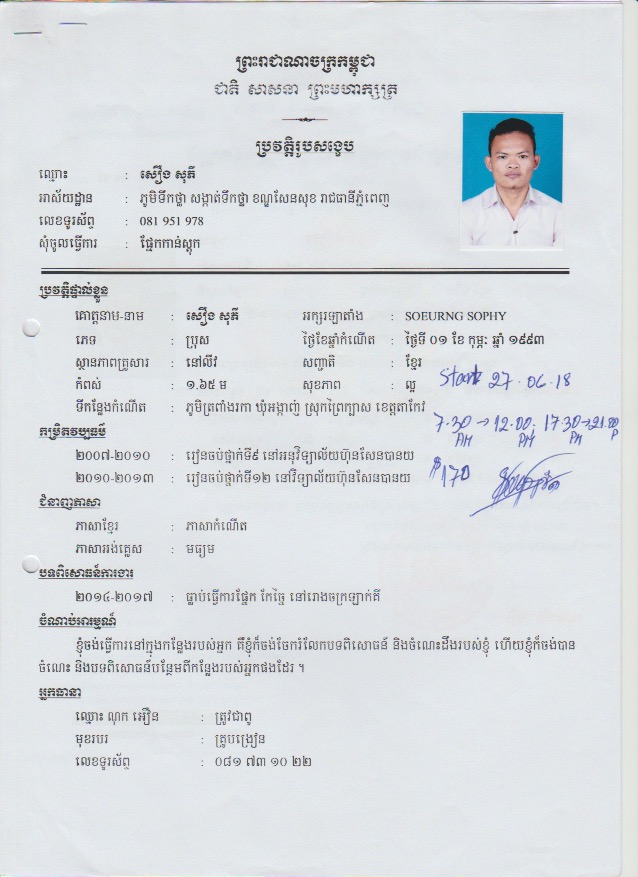 ព្រះរាជាណាចក្រកម្ពុជា
ជាតិ សាសនា ព្រះមហាក្សត្រ
ប្រវត្តិរូបសង្ខេប
ឈ្មោះ : សឿង សុភី
អាស័យដ្ឋាន : ភូមិទឹកថ្លា សង្កាត់ទឹកថ្លា ខណ្ឌសែនសុខ រាជធានីភ្នំពេញ
លេខទូរស័ព្ទ : 081 951 978
សុំចូលធ្វើការ : ផ្នែកកាន់ស្តុក
ប្រវត្តិផ្ទាល់ខ្លួន
គោត្តនាម-នាម : សឿង សុភី អក្សរឡាតាំង : SOEURNG SOPHY
ភេទ : ប្រុស ថ្ងៃខែឆ្នាំកំណើត : ថ្ងៃទី ០១ ខែ កុម្ភៈ ឆ្នាំ ១៩៩៣
ស្ថានភាពគ្រួសារ : នៅលីវ សញ្ជាតិ : ខ្មែរ
កំពស់ : ១.៦៥ ម សុខភាព : ល្អ
Start 27.06.18
ទីកន្លែងកំណើត : ភូមិត្រពាំងរកា ឃុំអង្កាញ់ ស្រុកព្រៃកប្បាស ខេត្តតាកែវ
7.30 → 12.00, 17.30 → 21.00
AM PM PM P
កម្រិតវប្បធម៌
២០០៧-២០១០ : រៀនចប់ថ្នាក់ទី៩ នៅអនុវិទ្យាល័យហ៊ុនសែនបានយ
២០១០-២០១៣ : រៀនចប់ថ្នាក់ទី១២ នៅវិទ្យាល័យហ៊ុនសែនបានយ
$170
ជំនាញភាសា
ភាសាខ្មែរ : ភាសាកំណើត
ភាសាអង់គ្លេស : មធ្យម
បទពិសោធន៍ការងារ
២០១៤-២០១៧ : ធ្លាប់ធ្វើការផ្នែក កែច្នៃ នៅរោងចក្រឡាក់គី
ចំណាប់អារម្មណ៍
ខ្ញុំចង់ធ្វើការនៅក្នុងកន្លែងរបស់អ្នក គឺខ្ញុំក៏ចង់ចែករំលែកបទពិសោធន៍ និងចំណេះដឹងរបស់ខ្ញុំ ហើយខ្ញុំក៏ចង់បាន
ចំណេះ និងបទពិសោធន៍បន្ថែមពីកន្លែងរបស់អ្នកផងដែរ ។
អ្នកធានា
ឈ្មោះ ណុក អឿន : ត្រូវជាពូ
មុខរបរ : គ្រូបង្រៀន
លេខទូរស័ព្ទ : ០៨១ ៧៣ ១០ ២២